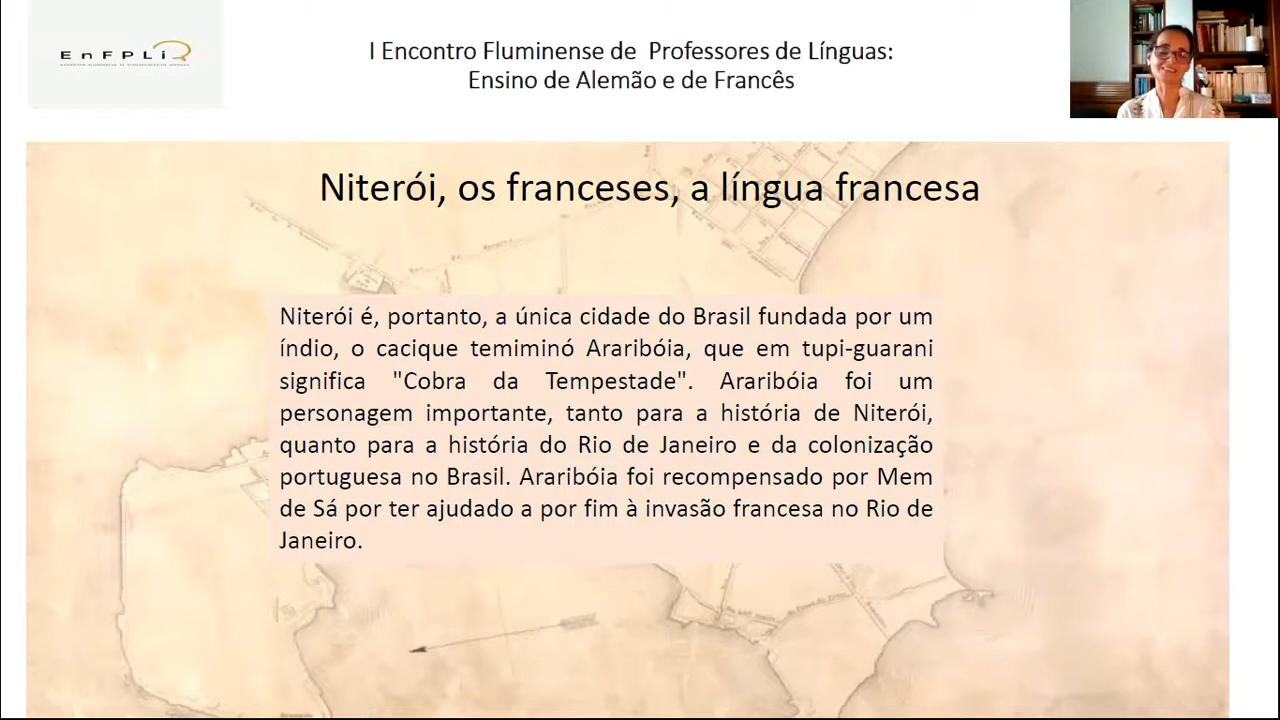 EnFPLi
I Encontro Fluminense de Professores de Línguas:
Ensino de Alemão e de Francês
Niterói, os franceses, a língua francesa
Niterói é, portanto, a única cidade do Brasil fundada por um
índio, o cacique temiminó Araribóia, que em tupi-guarani
significa "Cobra da Tempestade". Araribóia foi um
personagem importante, tanto para a história de Niterói,
quanto para a história do Rio de Janeiro e da colonização
portuguesa no Brasil. Araribóia foi recompensado por Mem
de Sá por ter ajudado a por fim à invasão francesa no Rio de
Janeiro.